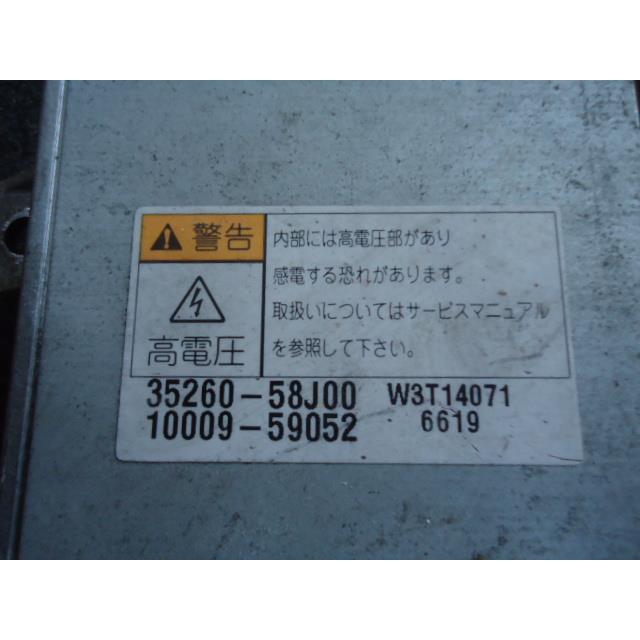 警告
高電圧
内部には高電圧部があり
感電する恐れがあります。
取扱いについてはサービスマニュアル
を参照して下さい。
35260-58J00 W3T14071
10009-59052 6619